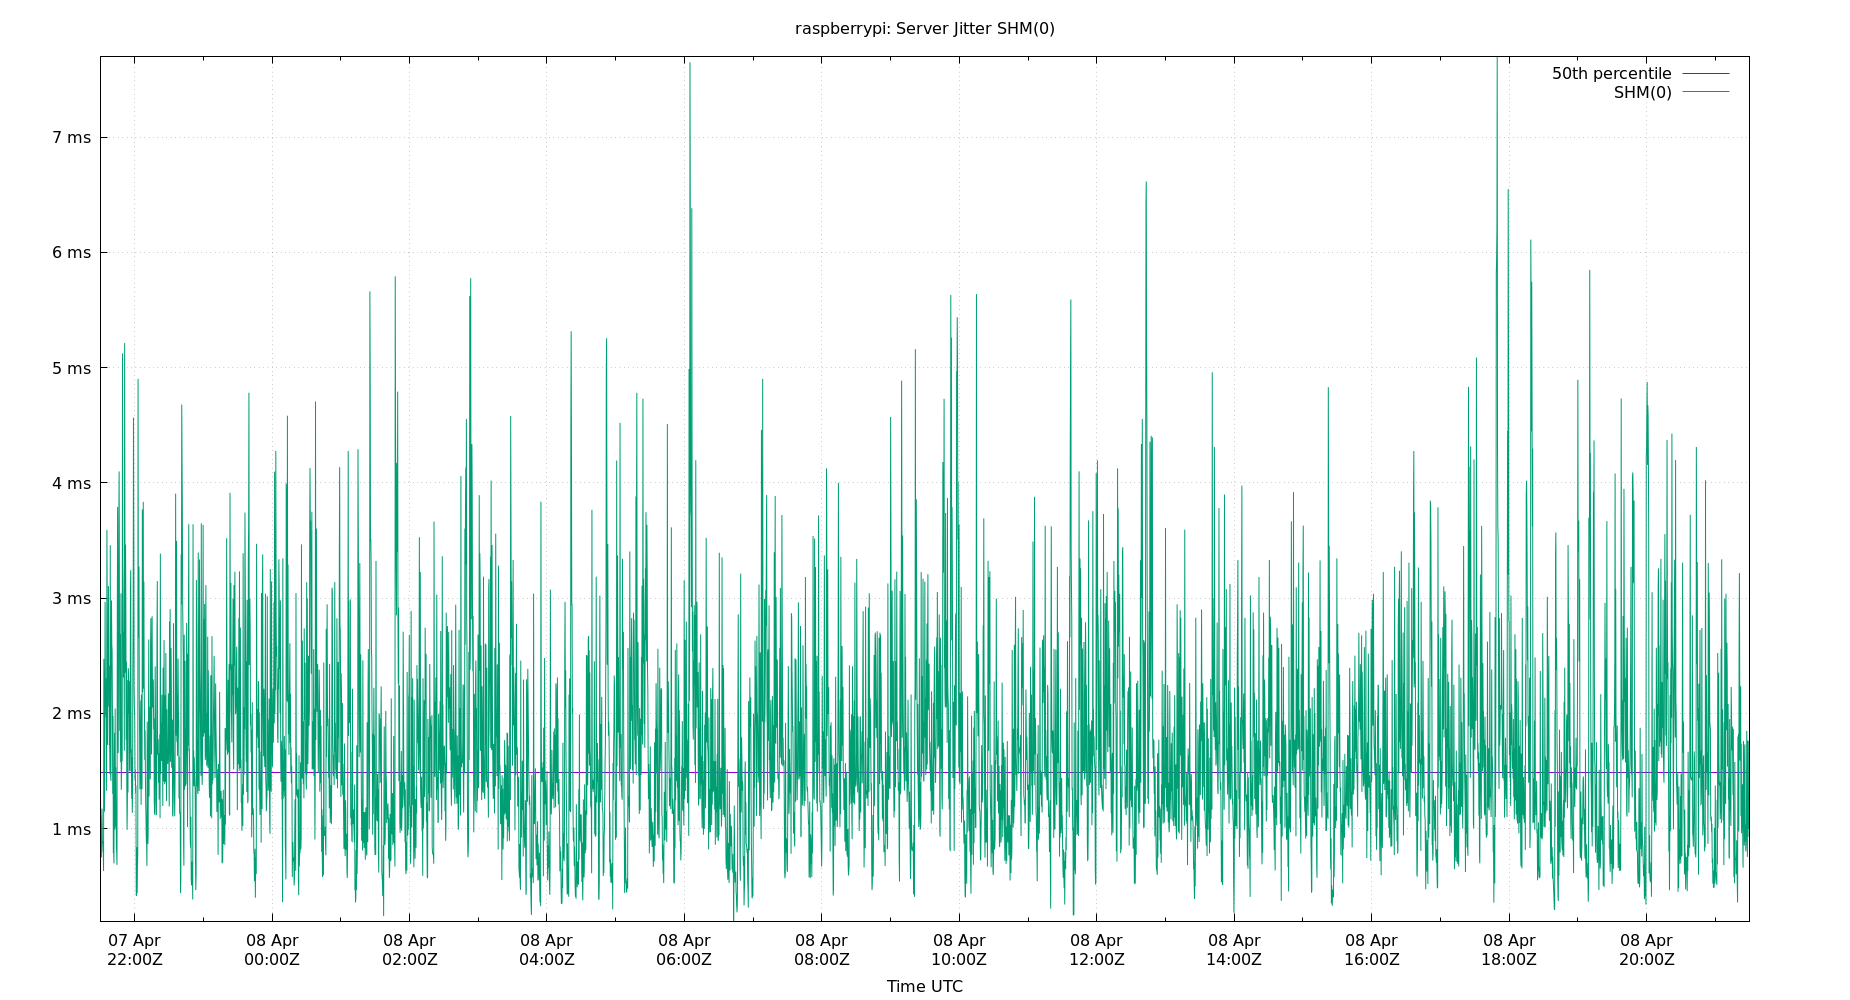 raspberrypi: Server Jitter SHM(0)
50th percentile
SHM(0)
7 ms
6 ms
5 ms
4 ms
3 ms
2 ms
1 ms
07 Apr 08 Apr 08 Apr 08 Apr 08 Apr 08 Apr 08 Apr 08 Apr 08 Apr 08 Apr 08 Apr 08 Apr
22:00Z 00:00Z 02:00Z 04:00Z 06:00Z 08:00Z 10:00Z 12:00Z 14:00Z 16:00Z 18:00Z 20:00Z
Time UTC